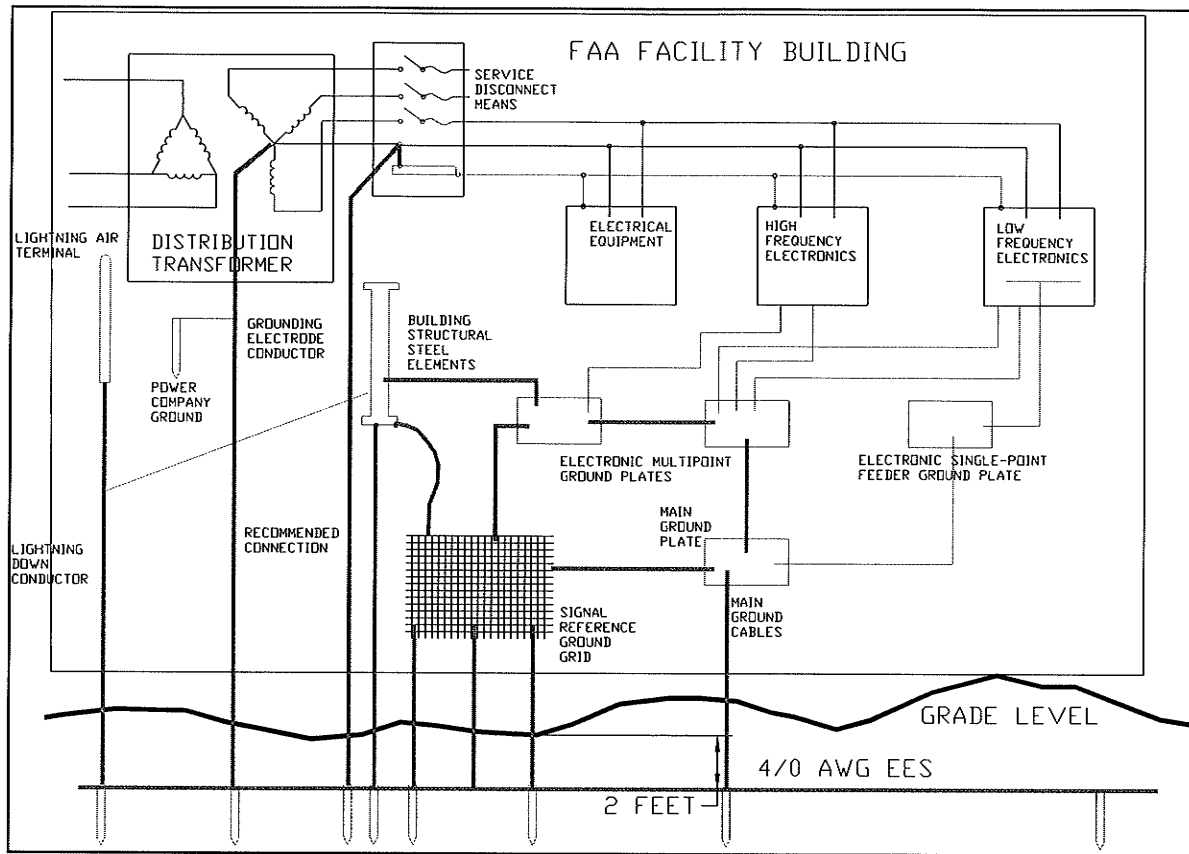 FAA FACILITY BUILDING
SERVICE
DISCONNECT
MEANS
LIGHTNING AIR
TERMINAL
DISTRIBUTION
TRANSFORMER
ELECTRICAL
EQUIPMENT
HIGH
FREQUENCY
ELECTRONICS
LOW
FREQUENCY
ELECTRONICS
GROUNDING
ELECTRODE
CONDUCTOR
BUILDING
STRUCTURAL
STEEL
ELEMENTS
POWER
COMPANY
GROUND
ELECTRONIC MULTIPOINT
GROUND PLATES
ELECTRONIC SINGLE-POINT
FEEDER GROUND PLATE
LIGHTNING
DOWN
CONDUCTOR
RECOMMENDED
CONNECTION
MAIN
GROUND
PLATE
SIGNAL
REFERENCE
GROUND
GRID
MAIN
GROUND
CABLES
GRADE LEVEL
4/0 AWG EES
2 FEET